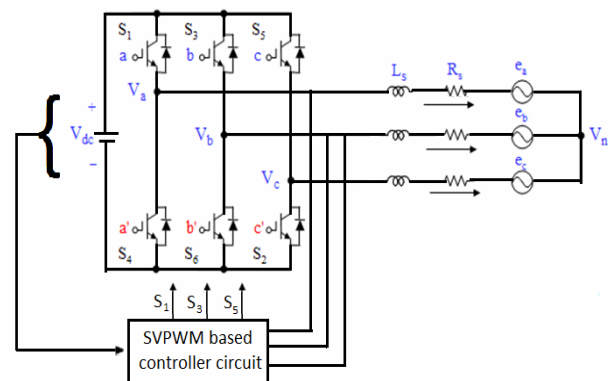 S1 S3 S5
a b c
Va
Ls Rs ea
+
Vdc
−
Vb
eb
Vn
Vc
ec
a' b' c'
S4 S6 S2
S1 S3 S5
SVPWM based
controller circuit